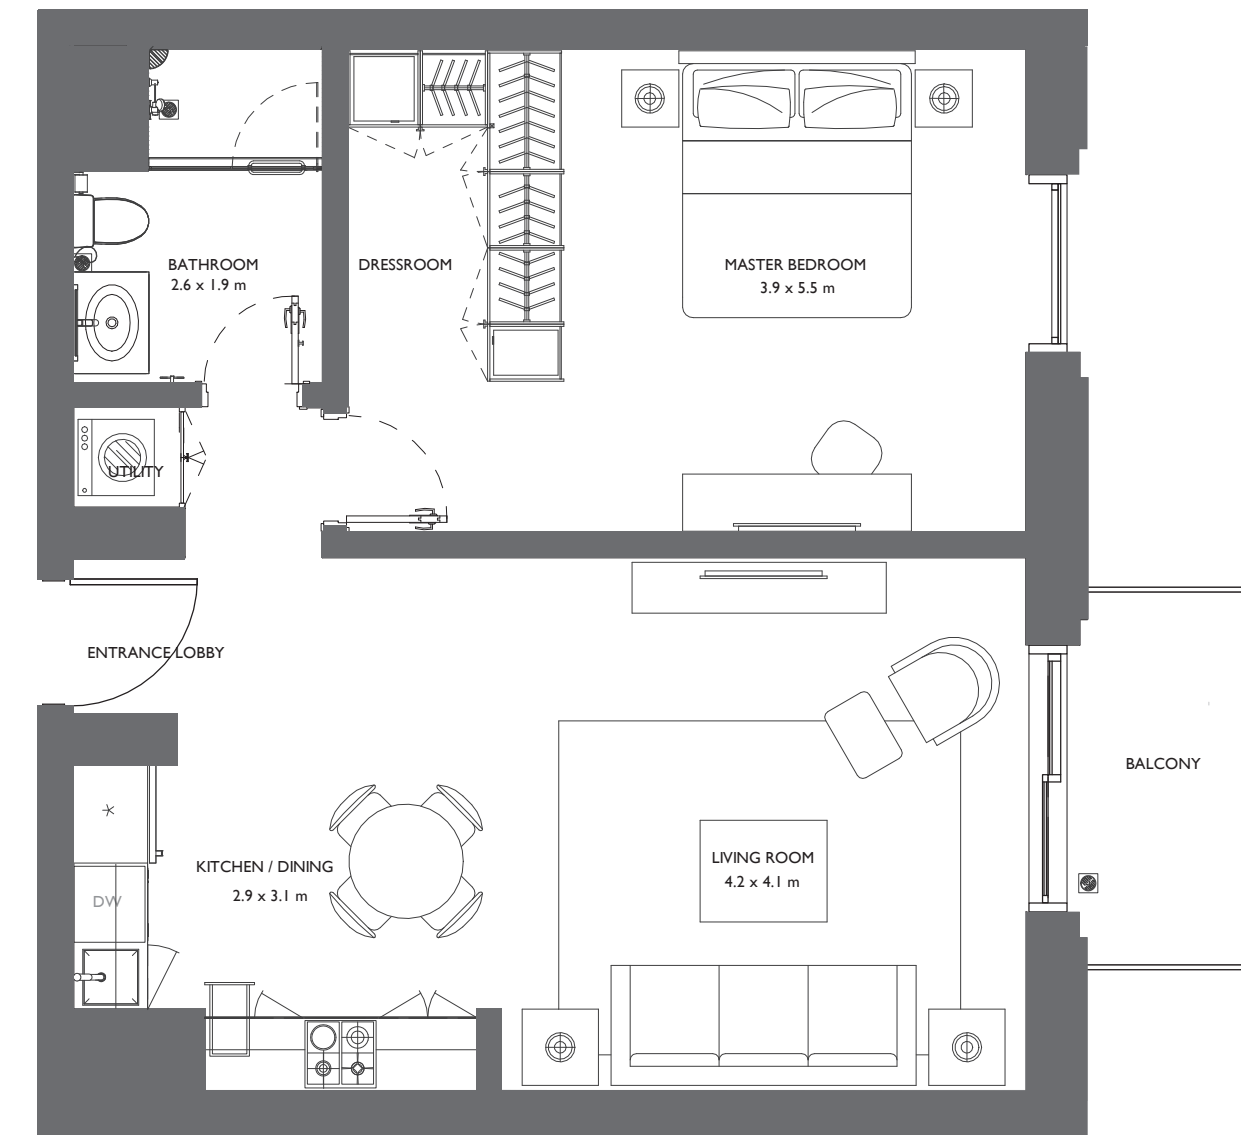 BATHROOM
2.6 x 1.9 m
DRESSROOM
MASTER BEDROOM
3.9 x 5.5 m
UTILITY
ENTRANCE LOBBY
BALCONY
KITCHEN / DINING
2.9 x 3.1 m
LIVING ROOM
4.2 x 4.1 m
DW